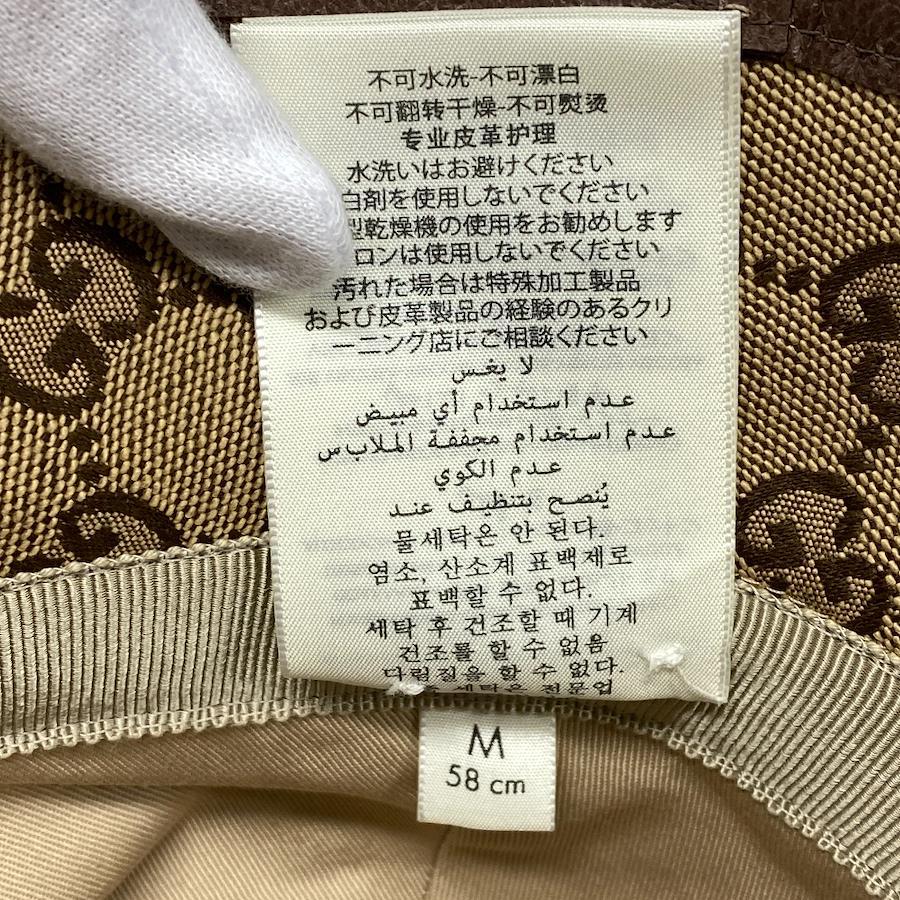 不可水洗-不可漂白
不可翻转干燥-不可熨烫
专业皮革护理
水洗いはお避けください
白剤を使用しないでください
型乾燥機の使用をお勧めします
ロンは使用しないでください
汚れた場合は特殊加工製品
および皮革製品の経験のあるクリ
ーニング店にご相談ください
لا يغس
عدم استخدام أي مبيض
عدم استخدام مجففة الملابس
عدم الكوي
يُنصح بتنظيف عند
물세탁은 안 된다.
염소, 산소계 표백제로
표백할 수 없다.
세탁 후 건조할 때 기계
건조를 할 수 없음
다림질을 할 수 없다.
세탁은 전문업
M
58 cm